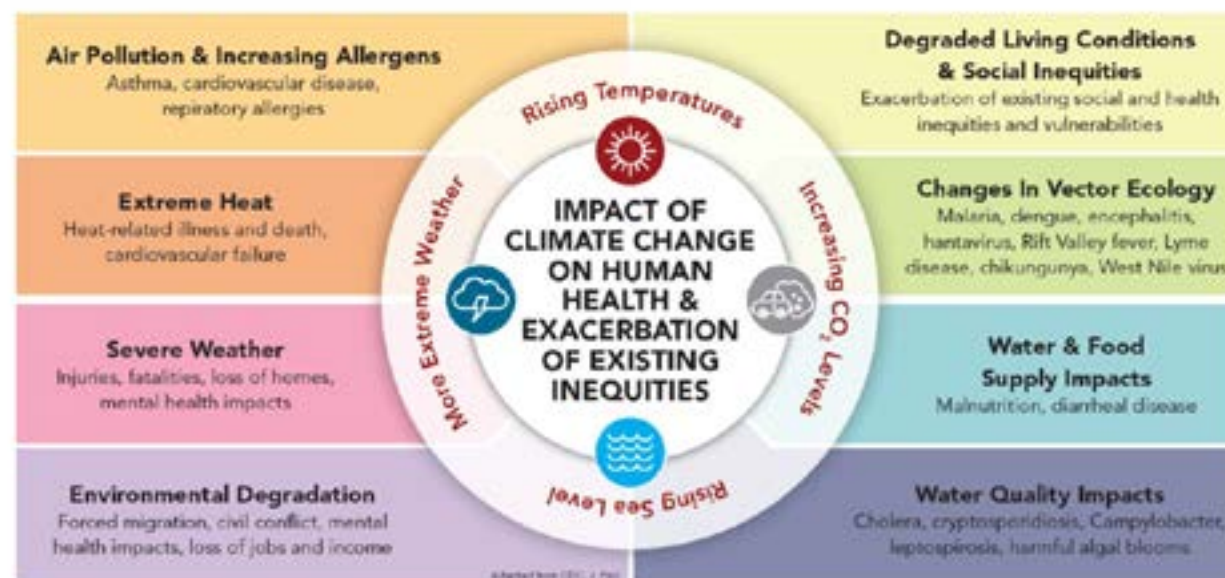 Air Pollution & Increasing Allergens
Asthma, cardiovascular disease,
repiratory allergies
Extreme Heat
Heat-related illness and death,
cardiovascular failure
Severe Weather
Injuries, fatalities, loss of homes,
mental health impacts
Environmental Degradation
Forced migration, civil conflict, mental
health impacts, loss of jobs and income
Rising Temperatures
More Extreme Weather
IMPACT OF
CLIMATE CHANGE
ON HUMAN
HEALTH &
EXACERBATION
OF EXISTING
INEQUITIES
Increasing CO₂ Levels
Rising Sea Level
Degraded Living Conditions
& Social Inequities
Exacerbation of existing social and health
inequities and vulnerabilities
Changes In Vector Ecology
Malaria, dengue, encephalitis,
hantavirus, Rift Valley fever, Lyme
disease, chikungunya, West Nile virus
Water & Food
Supply Impacts
Malnutrition, diarrheal disease
Water Quality Impacts
Cholera, cryptosporidiosis, Campylobacter,
leptospirosis, harmful algal blooms
Adapted from